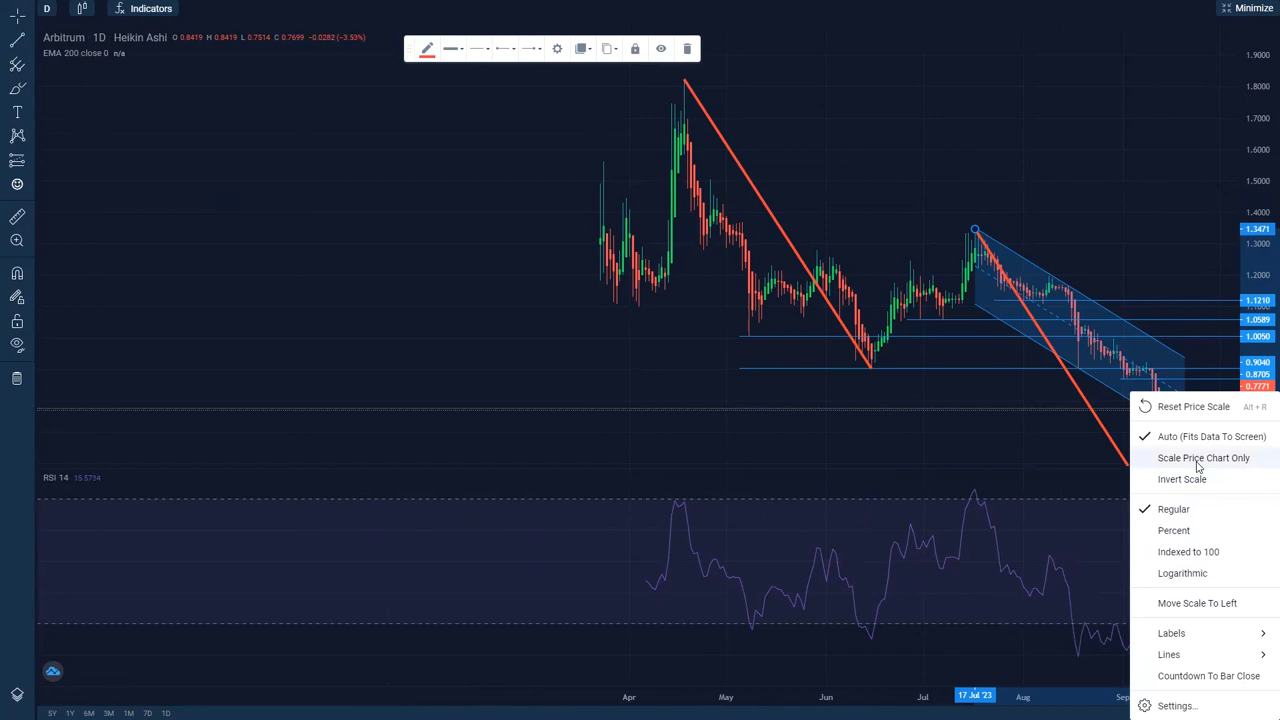 D
Indicators
Minimize
Arbitrum 1D Heikin Ashi O 0.8419 H 0.8419 L 0.7514 C 0.7699 -0.0282 (-3.53%)
EMA 200 close 0 n/a
1.9000
1.8000
1.7000
1.6000
1.5000
1.4000
1.3471
1.3000
1.2000
1.1210
1.0589
1.0050
0.9040
0.8705
0.7771
Reset Price Scale Alt + R
Auto (Fits Data To Screen)
Scale Price Chart Only
Invert Scale
Regular
Percent
Indexed to 100
Logarithmic
Move Scale To Left
Labels
Lines
Countdown To Bar Close
Settings...
RSI 14 15.5734
Apr May Jun Jul 17 Jul '23 Aug
5Y 1Y 6M 3M 1M 7D 1D